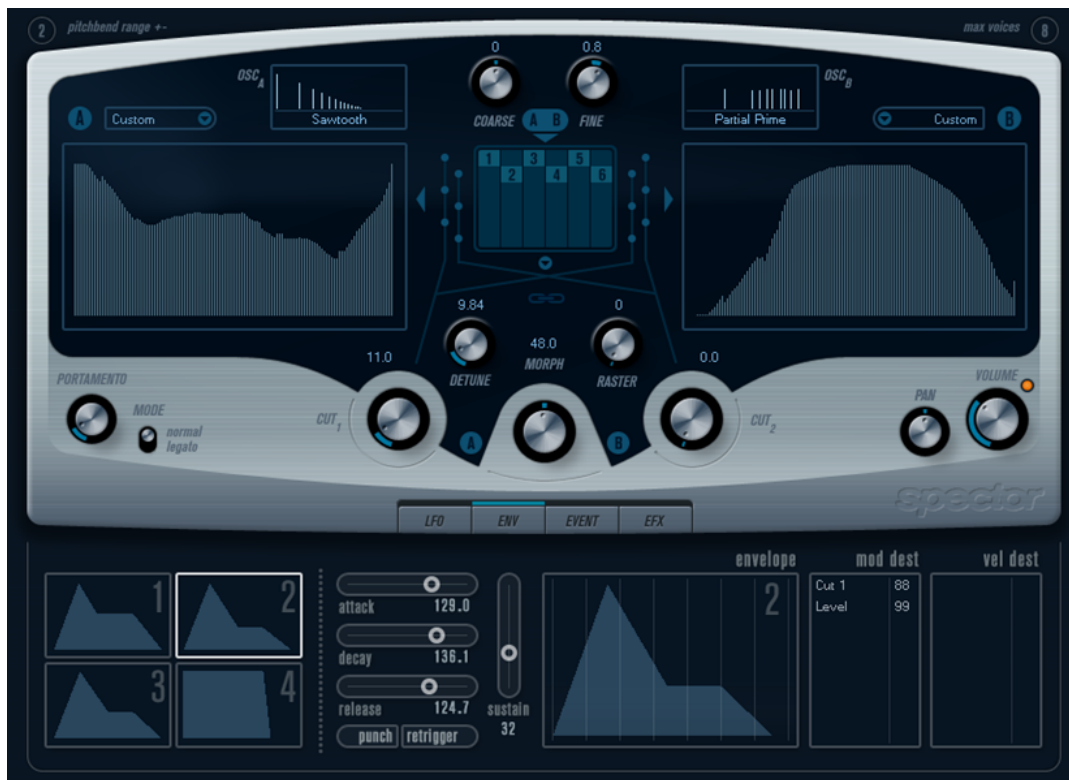 2 pitchbend range +-
max voices 8
0
0.8
OSC A
OSC B
Custom
Sawtooth
COARSE A B FINE
Partial Prime
Custom
A
B
1 3 5
2 4 6
9.84
0
48.0
MORPH
11.0
0.0
DETUNE
RASTER
PORTAMENTO
VOLUME
MODE
normal
legato
CUT 1
A
B
CUT 2
PAN
spector
LFO ENV EVENT EFX
envelope mod dest vel dest
1
2
3
4
attack 129.0
decay 136.1
release 124.7
punch retrigger
sustain
32
2
Cut 1 88
Level 99